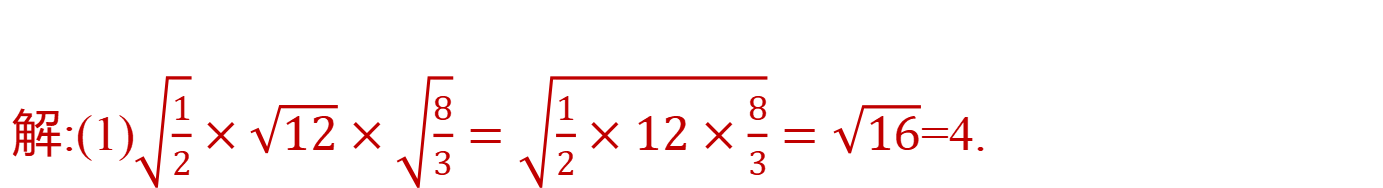 解:(1)√(1/2) × √12 × √(8/3) = √(1/2 × 12 × 8/3) = √16=4.